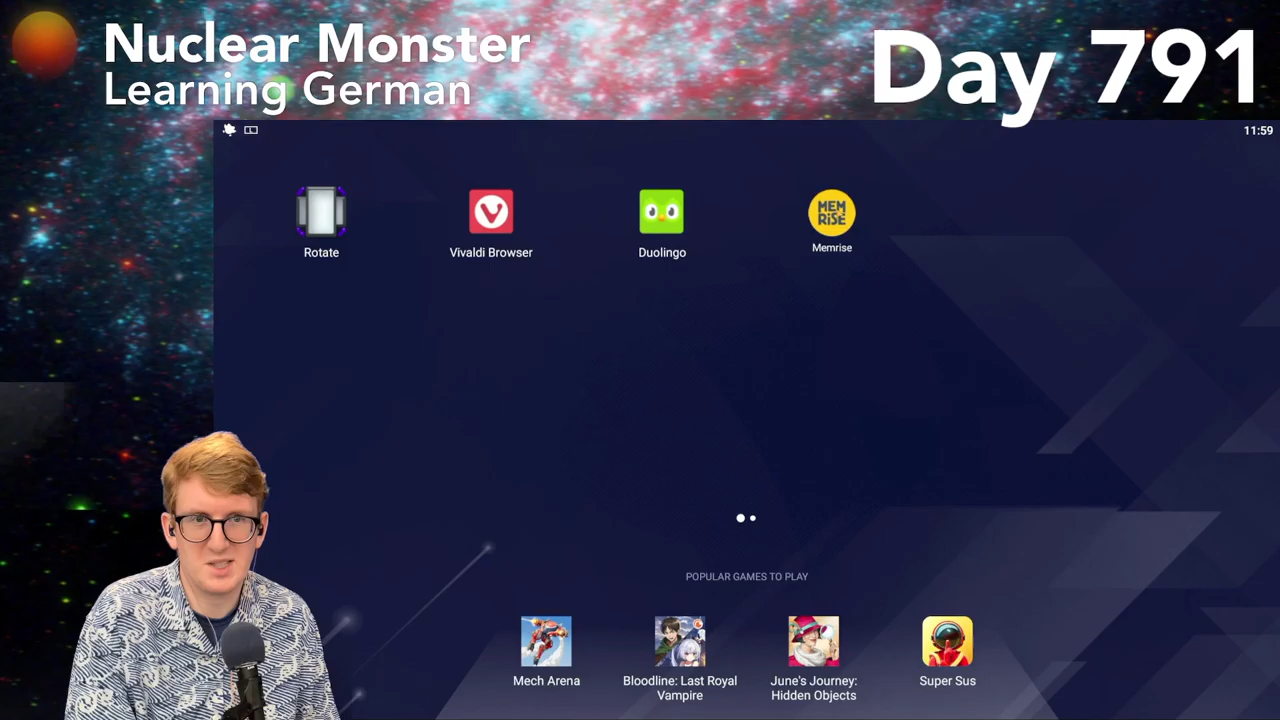 Nuclear Monster
Learning German
Day 791
11:59
Rotate
Vivaldi Browser
Duolingo
MEM
RiSE
Memrise
POPULAR GAMES TO PLAY
Mech Arena
Bloodline: Last Royal
Vampire
June's Journey:
Hidden Objects
Super Sus